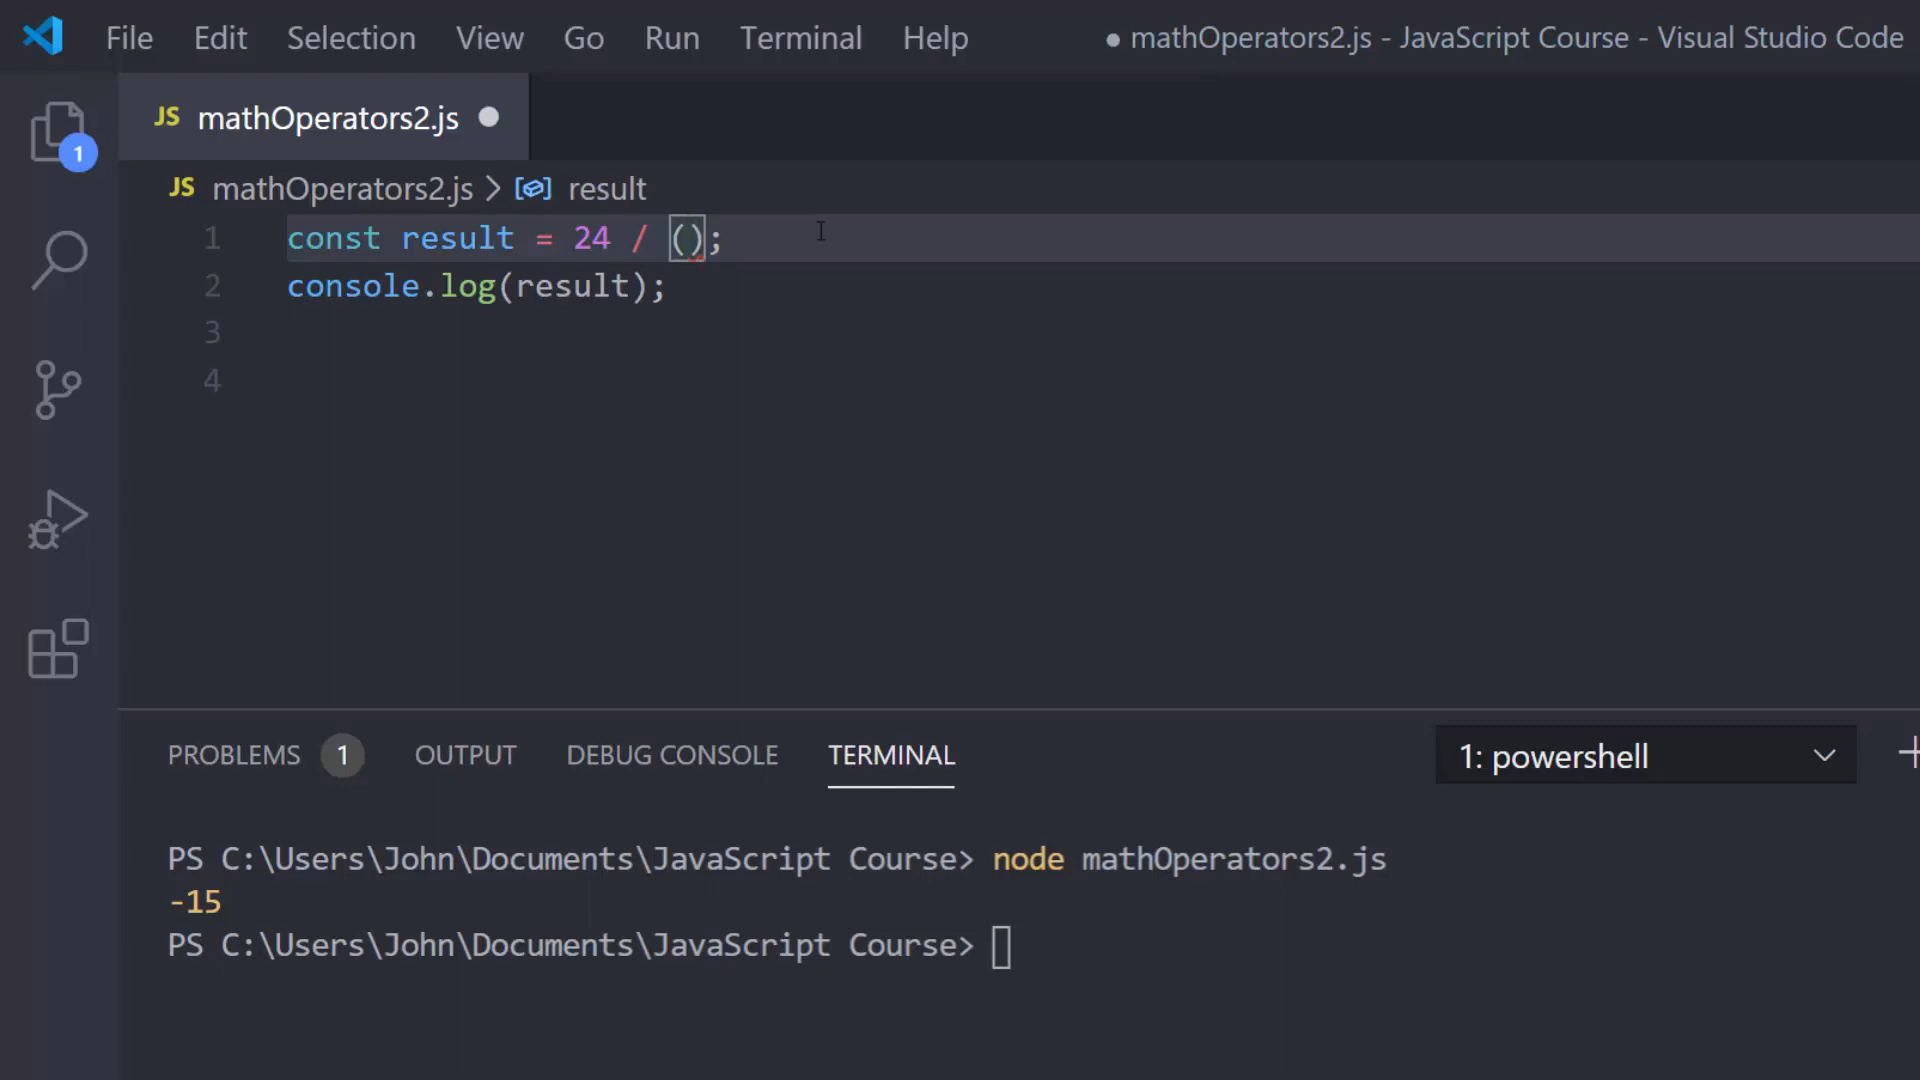 File Edit Selection View Go Run Terminal Help ● mathOperators2.js - JavaScript Course - Visual Studio Code
JS mathOperators2.js ●
1
JS mathOperators2.js > result
1 const result = 24 / ();
2 console.log(result);
3
4
PROBLEMS 1 OUTPUT DEBUG CONSOLE TERMINAL 1: powershell
PS C:\Users\John\Documents\JavaScript Course> node mathOperators2.js
-15
PS C:\Users\John\Documents\JavaScript Course>